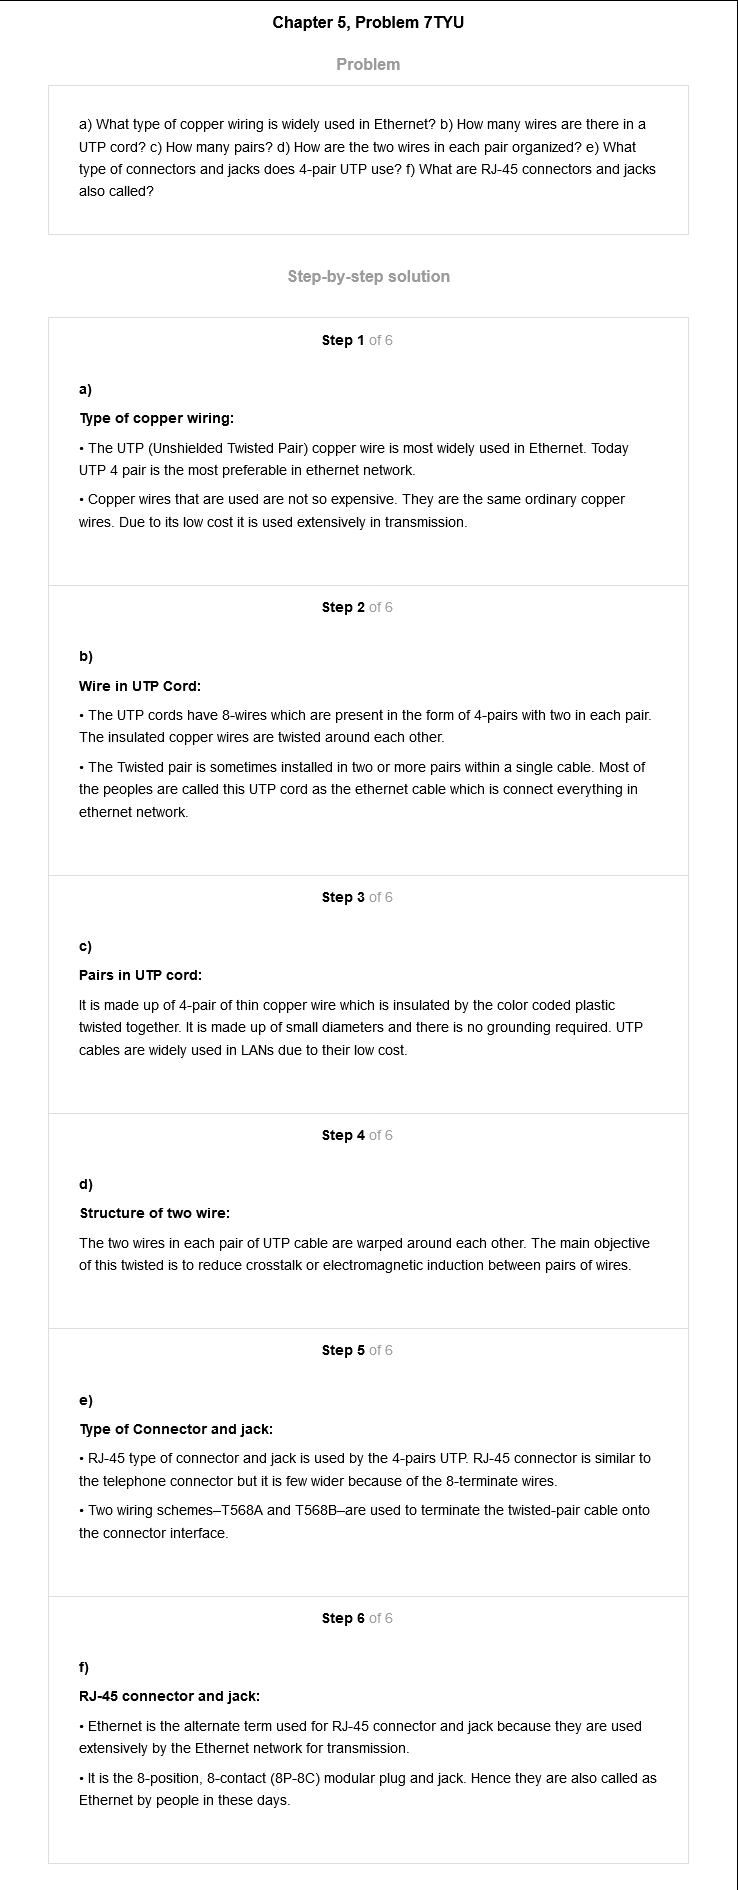 Chapter 5, Problem 7TYU
Problem
a) What type of copper wiring is widely used in Ethernet? b) How many wires are there in a
UTP cord? c) How many pairs? d) How are the two wires in each pair organized? e) What
type of connectors and jacks does 4-pair UTP use? f) What are RJ-45 connectors and jacks
also called?
Step-by-step solution
Step 1 of 6
a)
Type of copper wiring:
• The UTP (Unshielded Twisted Pair) copper wire is most widely used in Ethernet. Today
UTP 4 pair is the most preferable in ethernet network.
• Copper wires that are used are not so expensive. They are the same ordinary copper
wires. Due to its low cost it is used extensively in transmission.
Step 2 of 6
b)
Wire in UTP Cord:
• The UTP cords have 8-wires which are present in the form of 4-pairs with two in each pair.
The insulated copper wires are twisted around each other.
• The Twisted pair is sometimes installed in two or more pairs within a single cable. Most of
the peoples are called this UTP cord as the ethernet cable which is connect everything in
ethernet network.
Step 3 of 6
c)
Pairs in UTP cord:
It is made up of 4-pair of thin copper wire which is insulated by the color coded plastic
twisted together. It is made up of small diameters and there is no grounding required. UTP
cables are widely used in LANs due to their low cost.
Step 4 of 6
d)
Structure of two wire:
The two wires in each pair of UTP cable are warped around each other. The main objective
of this twisted is to reduce crosstalk or electromagnetic induction between pairs of wires.
Step 5 of 6
e)
Type of Connector and jack:
• RJ-45 type of connector and jack is used by the 4-pairs UTP. RJ-45 connector is similar to
the telephone connector but it is few wider because of the 8-terminate wires.
• Two wiring schemes–T568A and T568B–are used to terminate the twisted-pair cable onto
the connector interface.
Step 6 of 6
f)
RJ-45 connector and jack:
• Ethernet is the alternate term used for RJ-45 connector and jack because they are used
extensively by the Ethernet network for transmission.
• It is the 8-position, 8-contact (8P-8C) modular plug and jack. Hence they are also called as
Ethernet by people in these days.